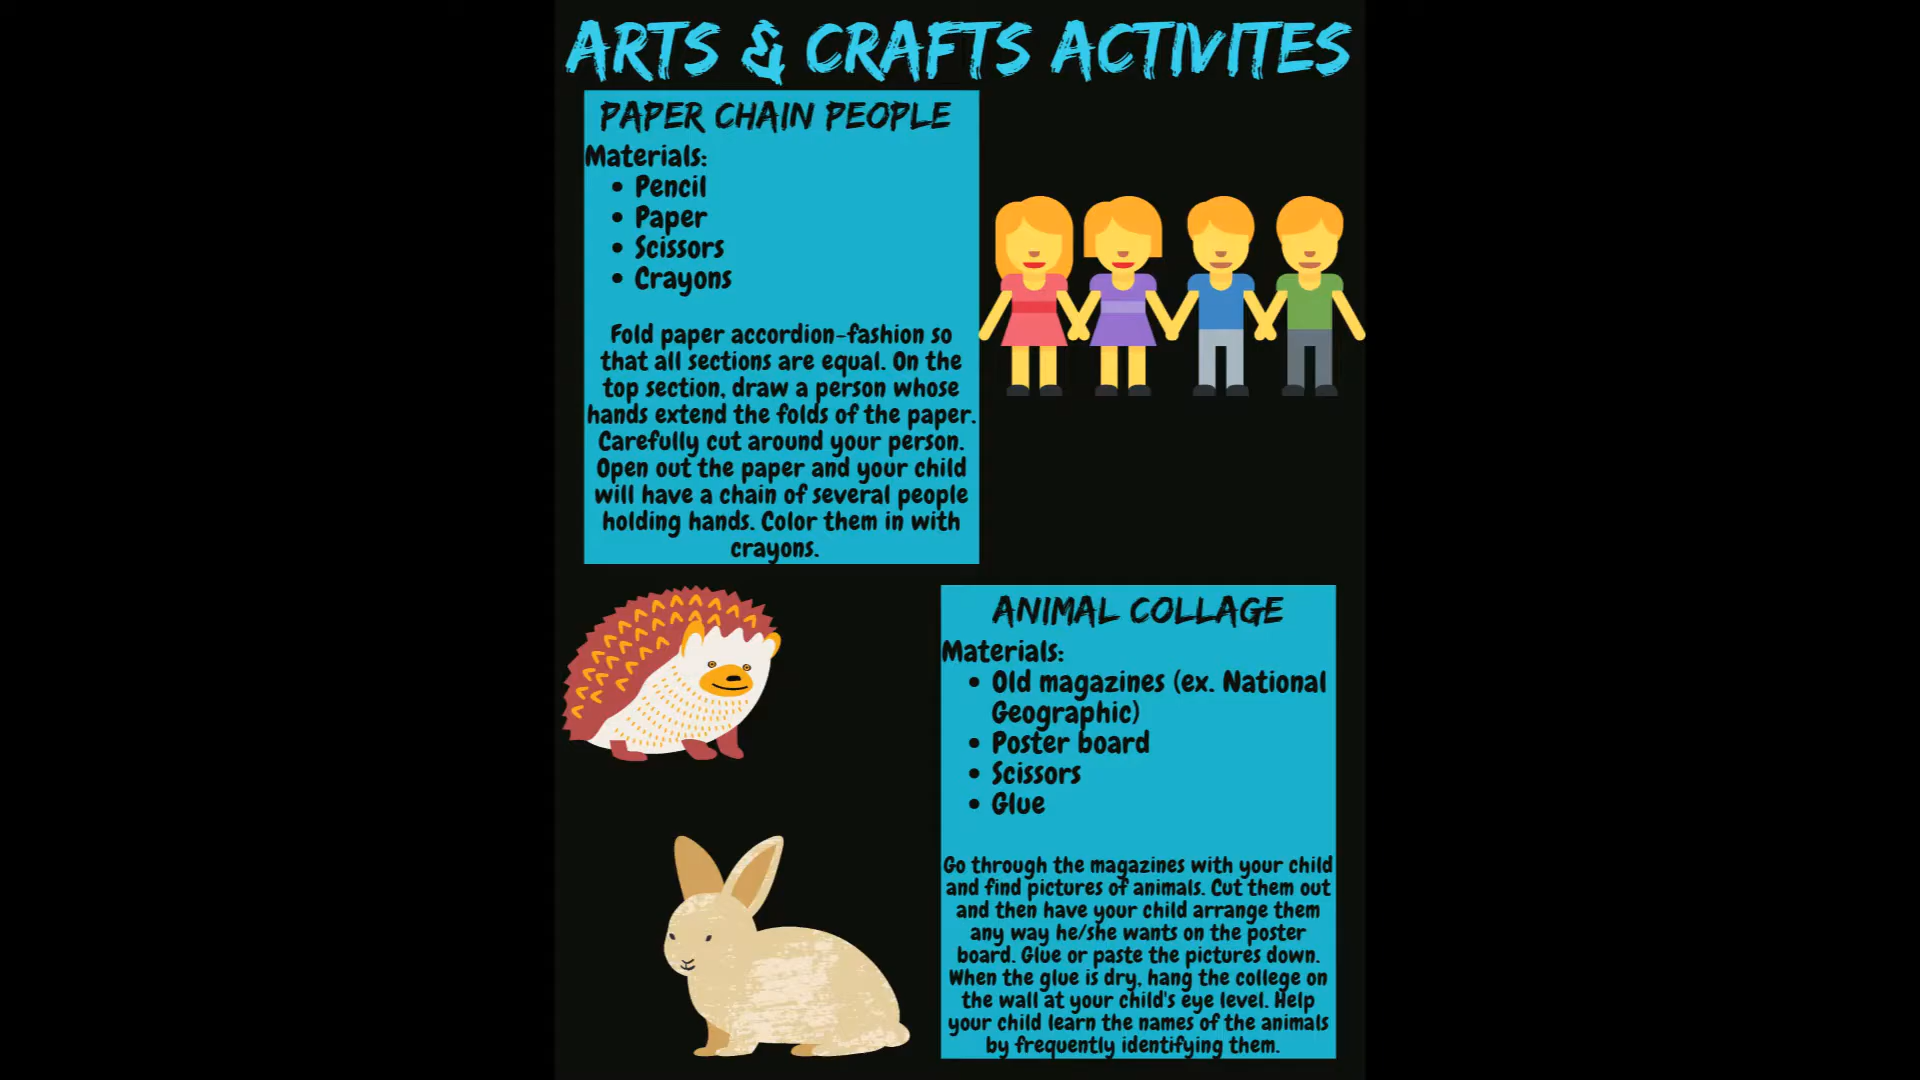 ARTS & CRAFTS ACTIVITES
PAPER CHAIN PEOPLE
Materials:
• Pencil
• Paper
• Scissors
• Crayons
Fold paper accordion-fashion so
that all sections are equal. On the
top section, draw a person whose
hands extend the folds of the paper.
Carefully cut around your person.
Open out the paper and your child
will have a chain of several people
holding hands. Color them in with
crayons.
ANIMAL COLLAGE
Materials:
• Old magazines (ex. National
Geographic)
• Poster board
• Scissors
• Glue
Go through the magazines with your child
and find pictures of animals. Cut them out
and then have your child arrange them
any way he/she wants on the poster
board. Glue or paste the pictures down.
When the glue is dry, hang the college on
the wall at your child's eye level. Help
your child learn the names of the animals
by frequently identifying them.